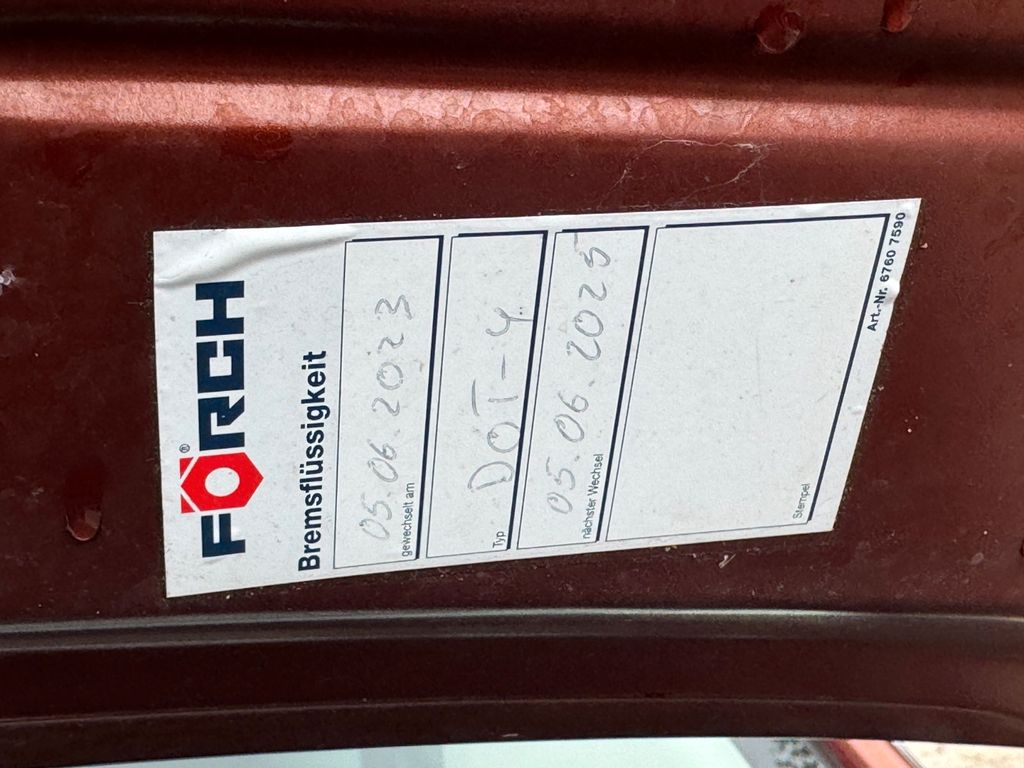 FÖRCH®
Bremsflüssigkeit
05.06.2023
gewechselt am
DOT-4
Typ
05.06.2025
nächster Wechsel
Stempel
Art.-Nr. 6760 7590